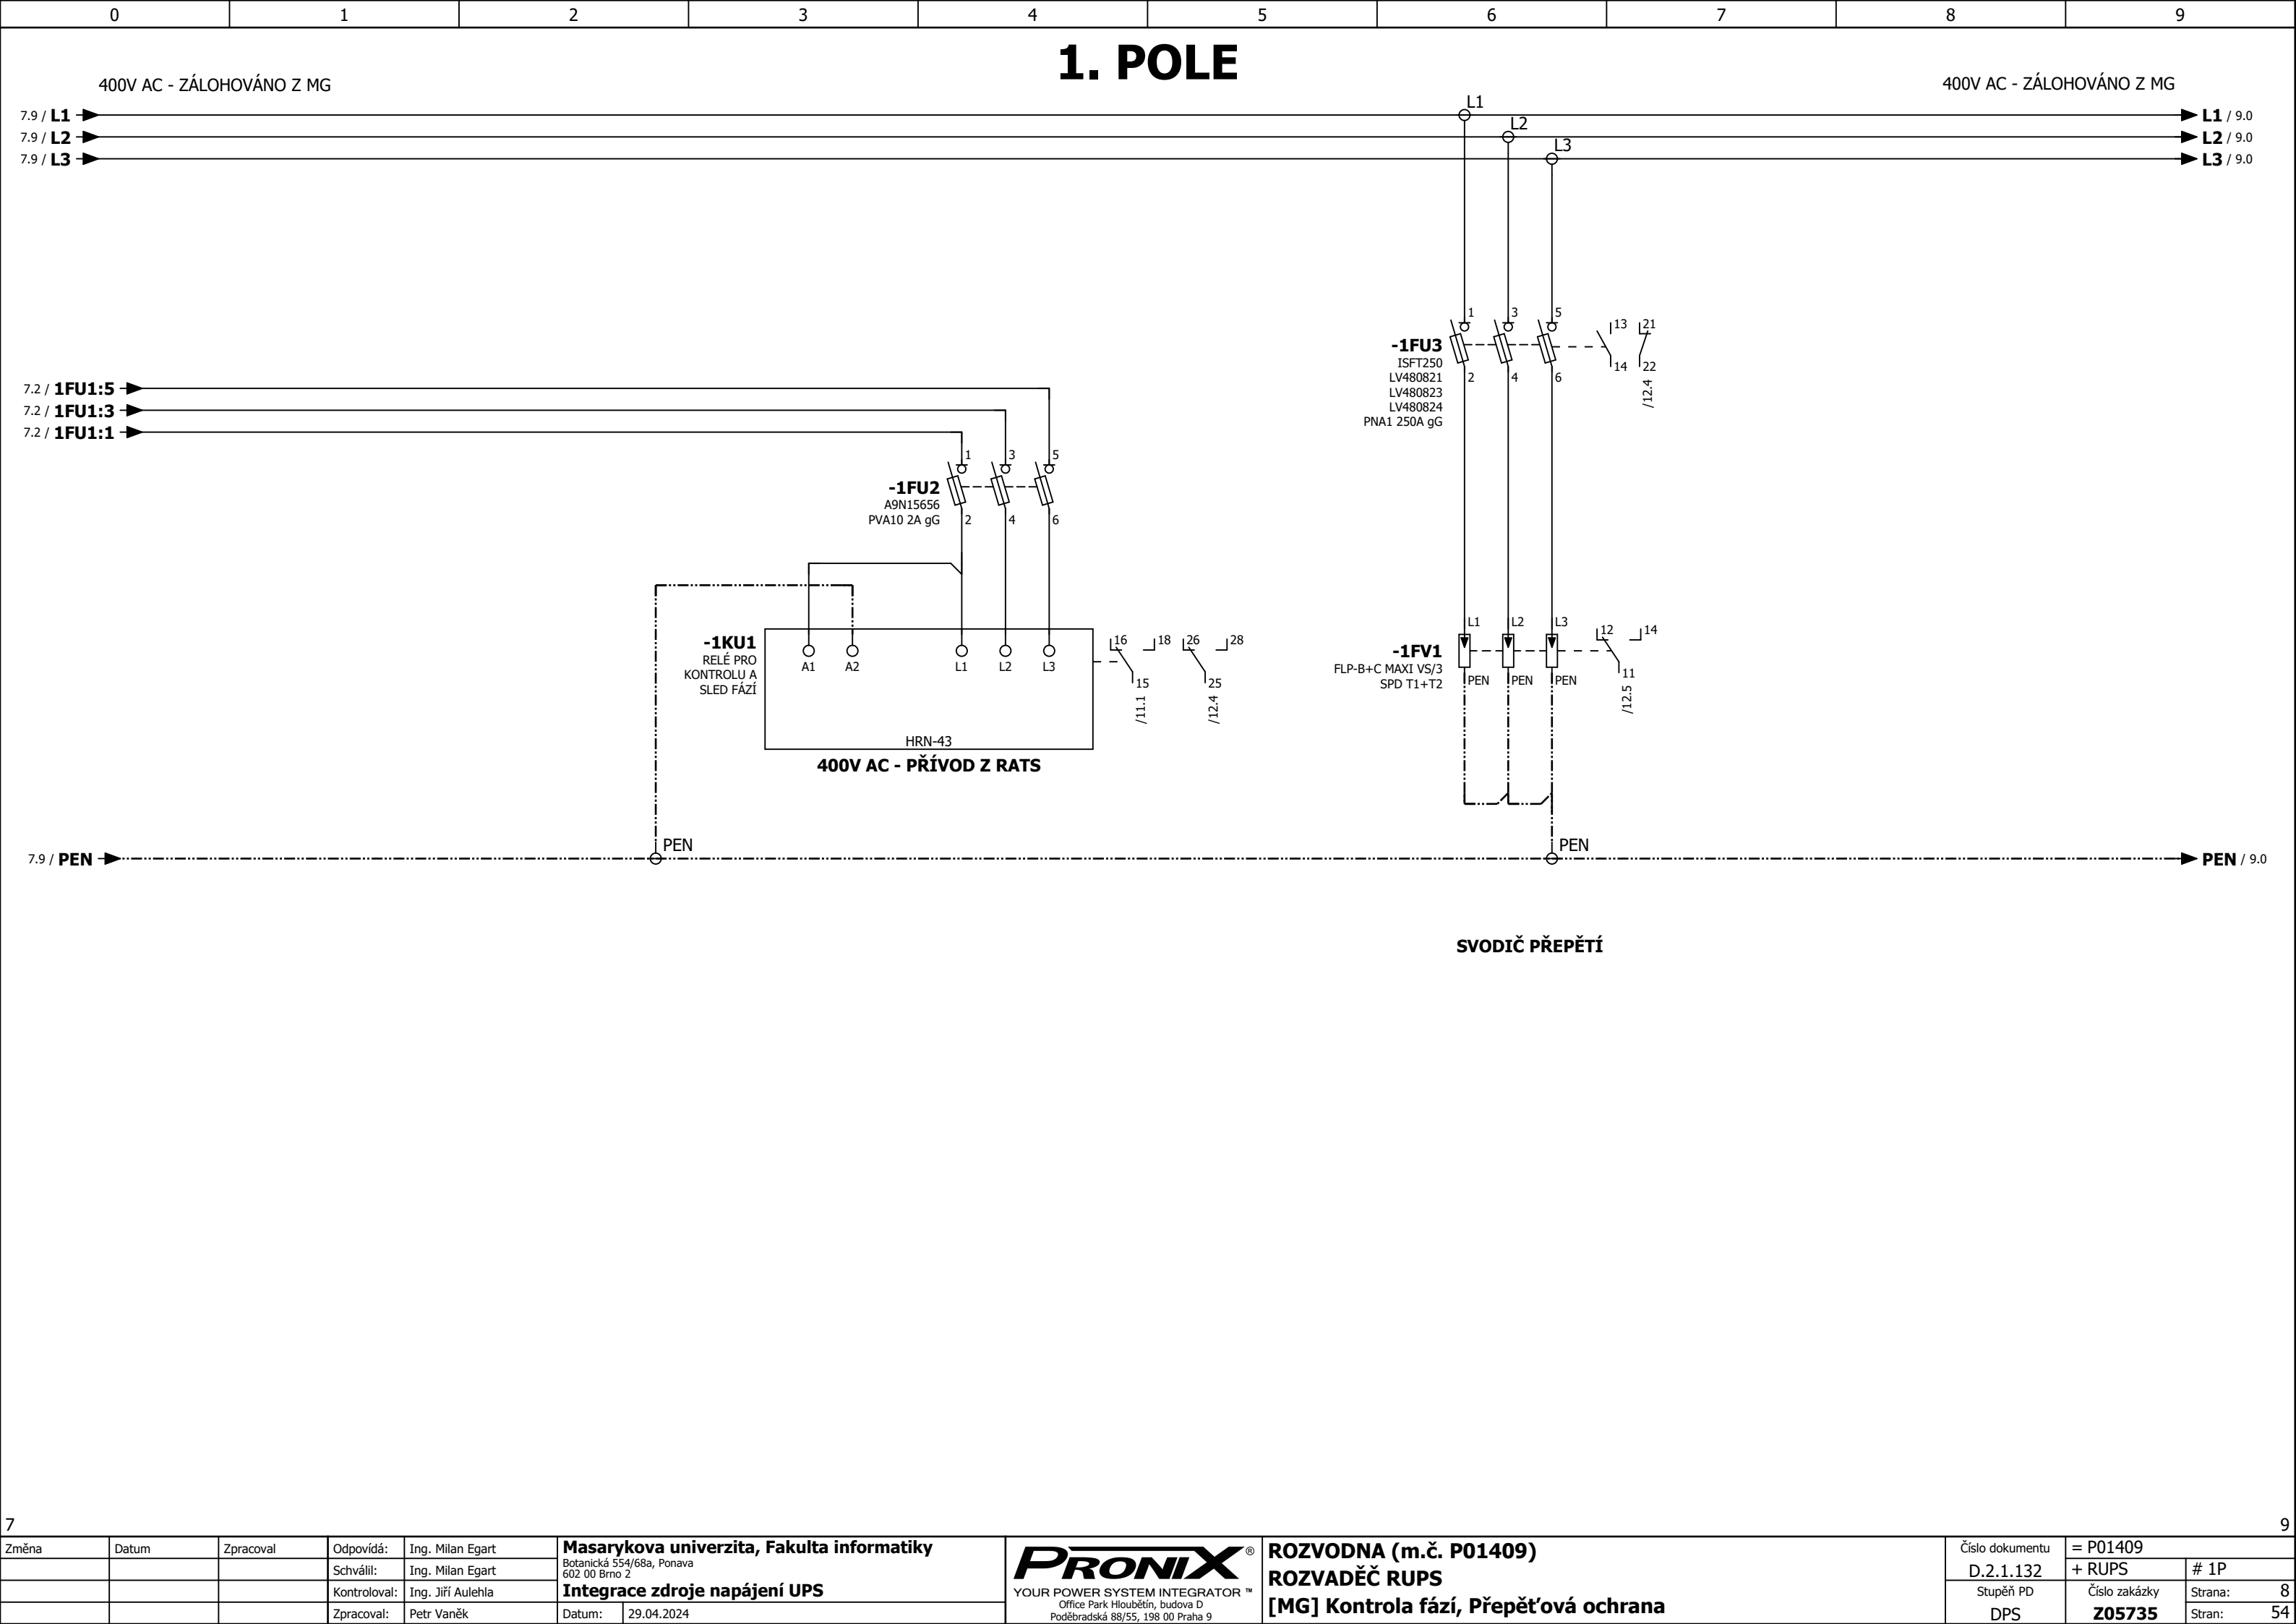 0 1 2 3 4 5 6 7 8 9
1. POLE
400V AC - ZÁLOHOVÁNO Z MG
400V AC - ZÁLOHOVÁNO Z MG
7.9 / L1
L1
L1 / 9.0
7.9 / L2
L2
L2 / 9.0
7.9 / L3
L3
L3 / 9.0
1 3 5 13 21
-1FU3
ISFT250
LV480821
LV480823
LV480824
PNA1 250A gG
2 4 6 14 22
/12.4
7.2 / 1FU1:5
7.2 / 1FU1:3
7.2 / 1FU1:1
1 3 5
-1FU2
A9N15656
PVA10 2A gG
2 4 6
-1KU1
RELÉ PRO
KONTROLU A
SLED FÁZÍ
A1 A2 L1 L2 L3
HRN-43
400V AC - PŘÍVOD Z RATS
16 18 26 28
15 25
/11.1 /12.4
L1 L2 L3 12 14
-1FV1
FLP-B+C MAXI VS/3
SPD T1+T2
PEN PEN PEN
11
/12.5
7.9 / PEN
PEN
PEN
PEN / 9.0
SVODIČ PŘEPĚTÍ
7
9
Změna Datum Zpracoval
Odpovídá: Ing. Milan Egart
Schválil: Ing. Milan Egart
Kontroloval: Ing. Jiří Aulehla
Zpracoval: Petr Vaněk
Masarykova univerzita, Fakulta informatiky
Botanická 554/68a, Ponava
602 00 Brno 2
Integrace zdroje napájení UPS
Datum: 29.04.2024
PRONIX ®
YOUR POWER SYSTEM INTEGRATOR ™
Office Park Hloubětín, budova D
Poděbradská 88/55, 198 00 Praha 9
ROZVODNA (m.č. P01409)
ROZVADĚČ RUPS
[MG] Kontrola fází, Přepěťová ochrana
Číslo dokumentu
D.2.1.132
Stupěň PD
DPS
= P01409
+ RUPS
# 1P
Číslo zakázky
Z05735
Strana: 8
Stran: 54